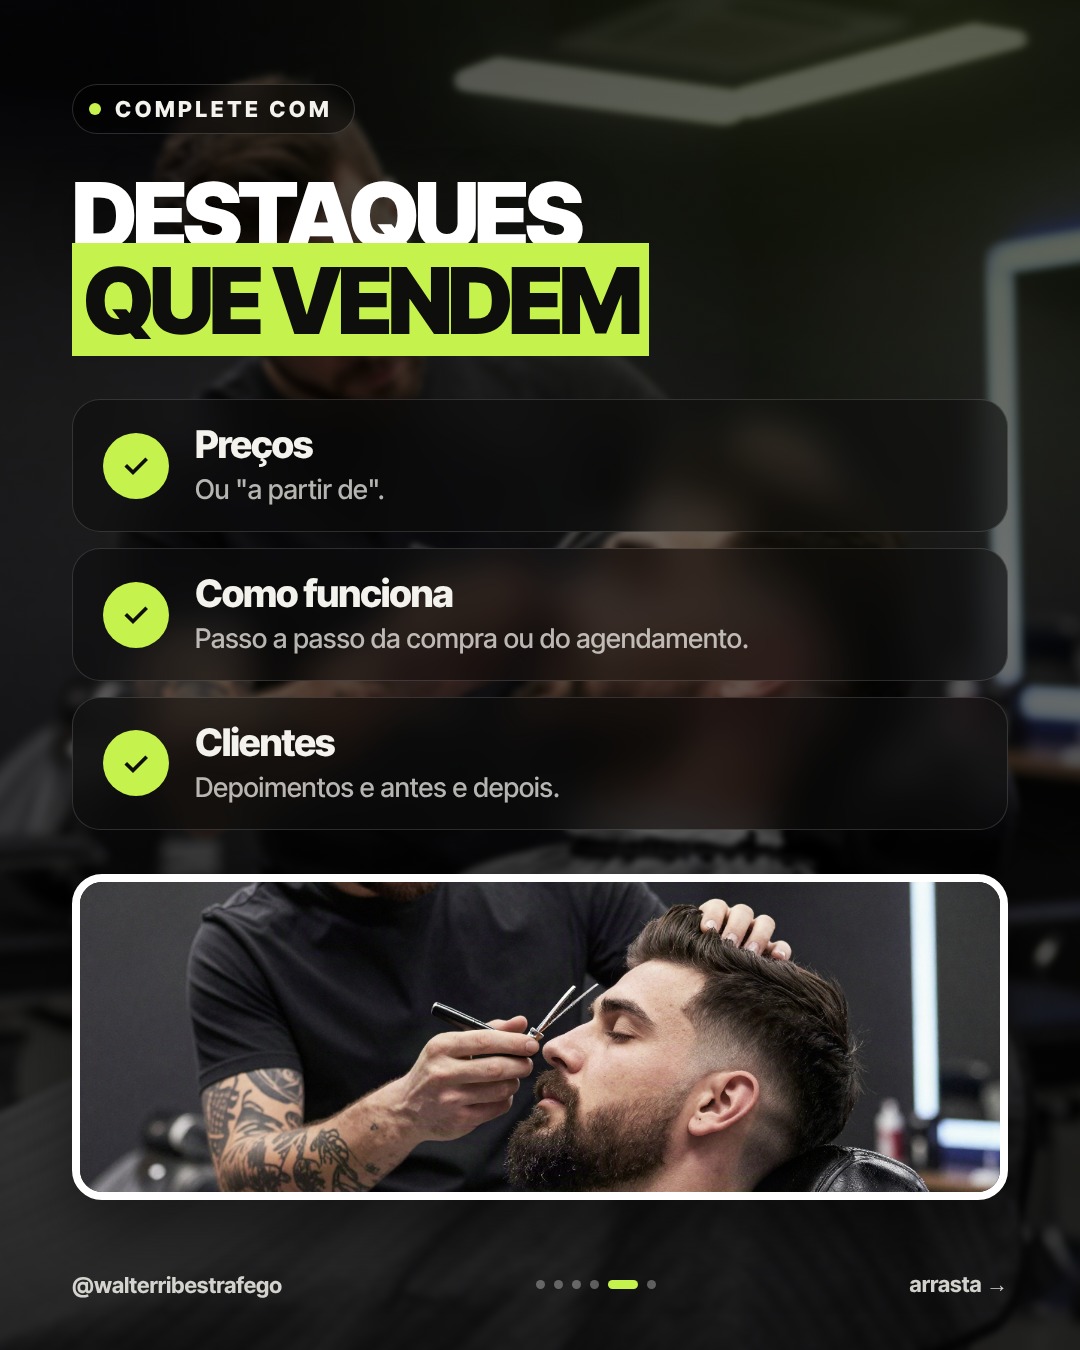 COMPLETE COM
DESTAQUES
QUE VENDEM
Preços
Ou "a partir de".
Como funciona
Passo a passo da compra ou do agendamento.
Clientes
Depoimentos e antes e depois.
@walterribestrafego
arrasta →